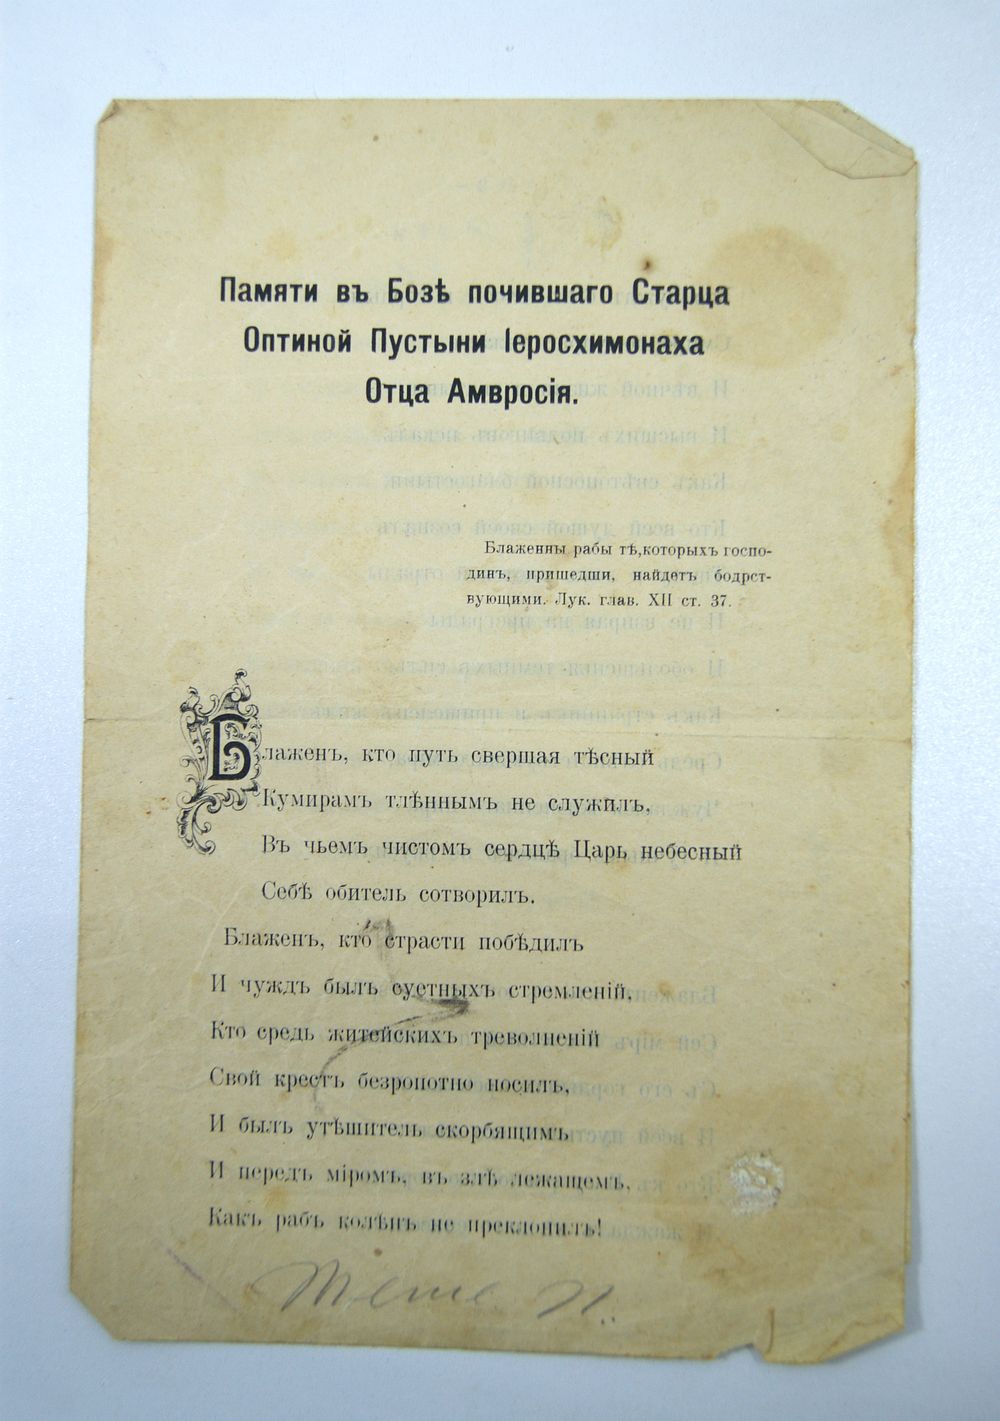 Памяти въ Бозѣ почившаго Старца
Оптиной Пустыни Іеросхимонаха
Отца Амвросія.
Блаженны рабы тѣ,которыхъ госпо-
динъ, пришедши, найдетъ бодрст-
вующими. Лук. глав. XII ст. 37.
Блаженъ, кто путь свершая тѣсный
Кумирамъ тлѣннымъ не служилъ,
Въ чьемъ чистомъ сердцѣ Царь небесный
Себѣ обитель сотворилъ.
Блаженъ, кто страсти побѣдилъ
И чуждъ былъ суетныхъ стремленій,
Кто средь житейскихъ треволненій
Свой крестъ безропотно носилъ,
И былъ утѣшитель скорбящимъ
И передъ міромъ, въ злѣ лежащемъ,
Какъ рабъ колѣнъ не преклонилъ!